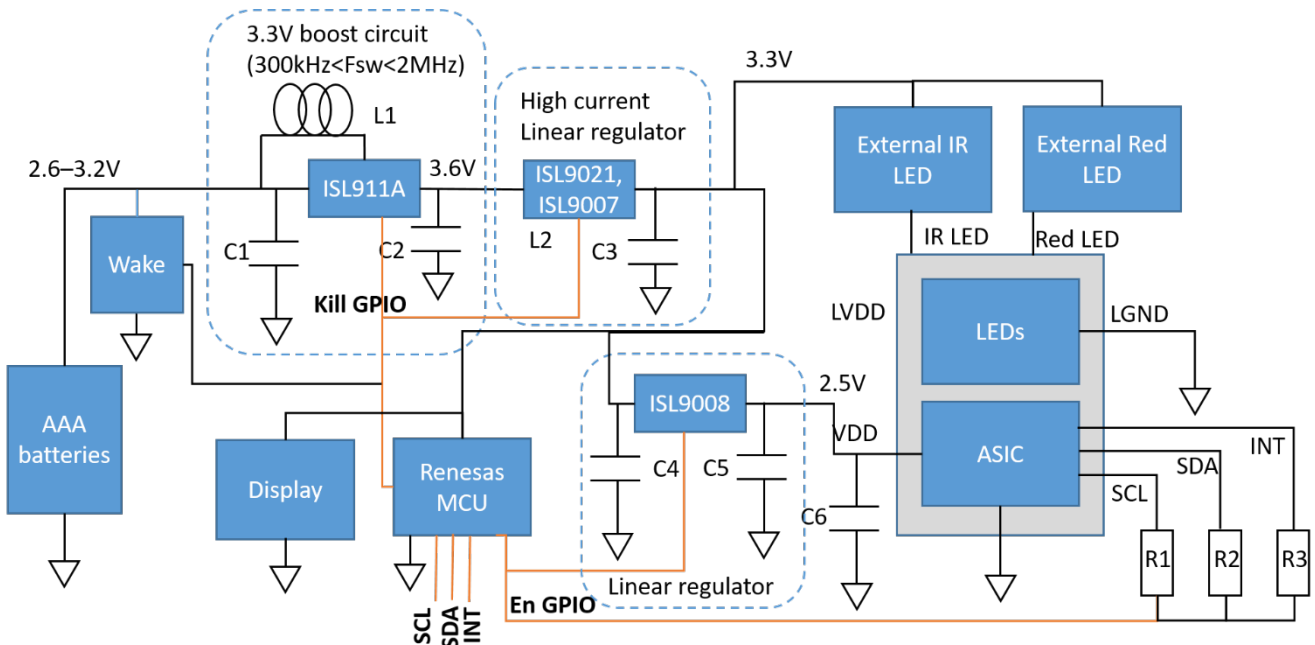 3.3V boost circuit
(300kHz<Fsw<2MHz)
L1
2.6–3.2V
ISL911A
3.6V
High current
Linear regulator
ISL9021,
ISL9007
L2
3.3V
External IR
LED
External Red
LED
Wake
C1
C2
C3
Kill GPIO
IR LED
Red LED
LVDD
LEDs
LGND
AAA
batteries
Display
Renesas
MCU
ISL9008
2.5V
VDD
C4
C5
C6
ASIC
INT
SDA
SCL
R1
R2
R3
Linear regulator
En GPIO
SCL
SDA
INT